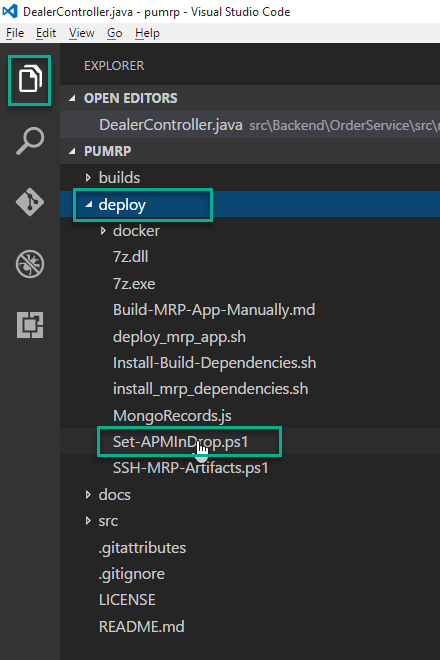 DealerController.java - pumrp - Visual Studio Code
File Edit View Go Help
EXPLORER
OPEN EDITORS
DealerController.java src\Backend\OrderService\src\
PUMRP
builds
deploy
docker
7z.dll
7z.exe
Build-MRP-App-Manually.md
deploy_mrp_app.sh
Install-Build-Dependencies.sh
install_mrp_dependencies.sh
MongoRecords.js
Set-APMInDrop.ps1
SSH-MRP-Artifacts.ps1
docs
src
.gitattributes
.gitignore
LICENSE
README.md